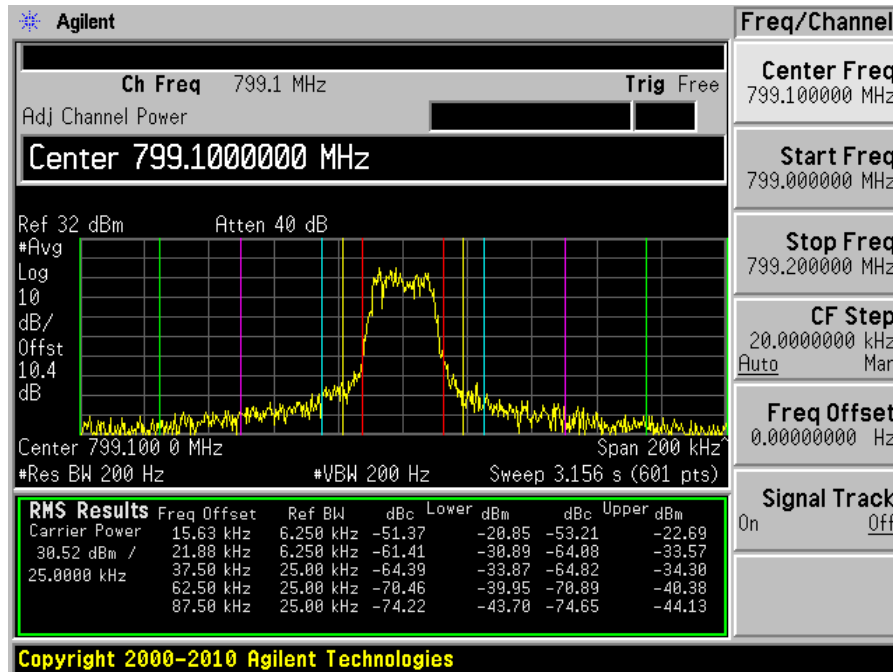 Agilent
Freq/Channel
Ch Freq 799.1 MHz Trig Free
Adj Channel Power
Center 799.1000000 MHz
Ref 32 dBm Atten 40 dB
#Avg
Log
10
dB/
Offst
10.4
dB
Center 799.100 0 MHz Span 200 kHz^
#Res BW 200 Hz #VBW 200 Hz Sweep 3.156 s (601 pts)
RMS Results Freq Offset Ref BW dBc Lower dBm dBc Upper dBm
Carrier Power 15.63 kHz 6.250 kHz -51.37 -20.85 -53.21 -22.69
30.52 dBm / 21.88 kHz 6.250 kHz -61.41 -30.89 -64.08 -33.57
25.0000 kHz 37.50 kHz 25.00 kHz -64.39 -33.87 -64.82 -34.30
62.50 kHz 25.00 kHz -70.46 -39.95 -70.89 -40.38
87.50 kHz 25.00 kHz -74.22 -43.70 -74.65 -44.13
Center Freq
799.100000 MHz
Start Freq
799.000000 MHz
Stop Freq
799.200000 MHz
CF Step
20.0000000 kHz
Auto Man
Freq Offset
0.00000000 Hz
Signal Track
On Off
Copyright 2000-2010 Agilent Technologies